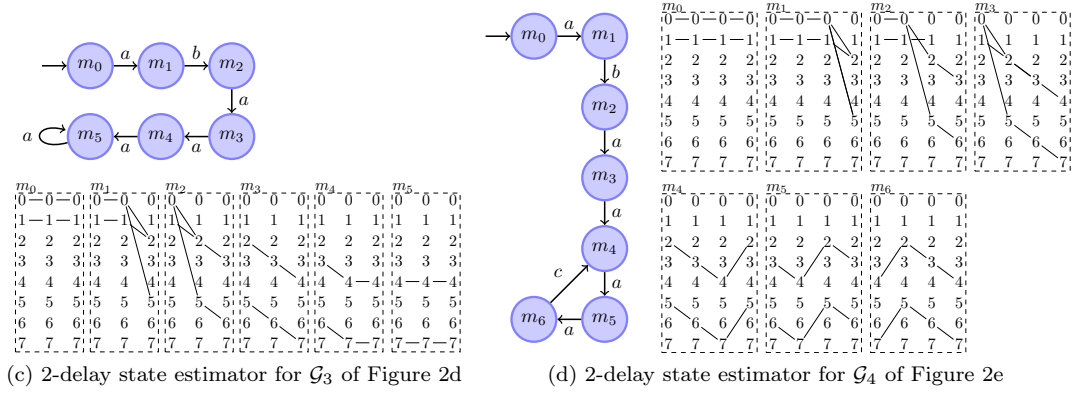 a b
m0 m1 m2
a
a m5 a m4 a m3
m0 m1 m2 m3 m4 m5
0 0 0 0 0 0 0 0 0 0 0 0 0 0 0 0 0 0
1 1 1 1 1 1 1 1 1 1 1 1 1 1 1 1 1 1
2 2 2 2 2 2 2 2 2 2 2 2 2 2 2 2 2 2
3 3 3 3 3 3 3 3 3 3 3 3 3 3 3 3 3 3
4 4 4 4 4 4 4 4 4 4 4 4 4 4 4 4 4 4
5 5 5 5 5 5 5 5 5 5 5 5 5 5 5 5 5 5
6 6 6 6 6 6 6 6 6 6 6 6 6 6 6 6 6 6
7 7 7 7 7 7 7 7 7 7 7 7 7 7 7 7 7 7
(c) 2-delay state estimator for G3 of Figure 2d
m0 a m1
b
m2
a
m3
a
m4
c a
m6 a m5
m0 m1 m2 m3
0 0 0 0 0 0 0 0 0 0 0 0 0 0 0 0
1 1 1 1 1 1 1 1 1 1 1 1 1 1 1 1
2 2 2 2 2 2 2 2 2 2 2 2 2 2 2 2
3 3 3 3 3 3 3 3 3 3 3 3 3 3 3 3
4 4 4 4 4 4 4 4 4 4 4 4 4 4 4 4
5 5 5 5 5 5 5 5 5 5 5 5 5 5 5 5
6 6 6 6 6 6 6 6 6 6 6 6 6 6 6 6
7 7 7 7 7 7 7 7 7 7 7 7 7 7 7 7
m4 m5 m6
0 0 0 0 0 0 0 0 0 0 0 0
1 1 1 1 1 1 1 1 1 1 1 1
2 2 2 2 2 2 2 2 2 2 2 2
3 3 3 3 3 3 3 3 3 3 3 3
4 4 4 4 4 4 4 4 4 4 4 4
5 5 5 5 5 5 5 5 5 5 5 5
6 6 6 6 6 6 6 6 6 6 6 6
7 7 7 7 7 7 7 7 7 7 7 7
(d) 2-delay state estimator for G4 of Figure 2e